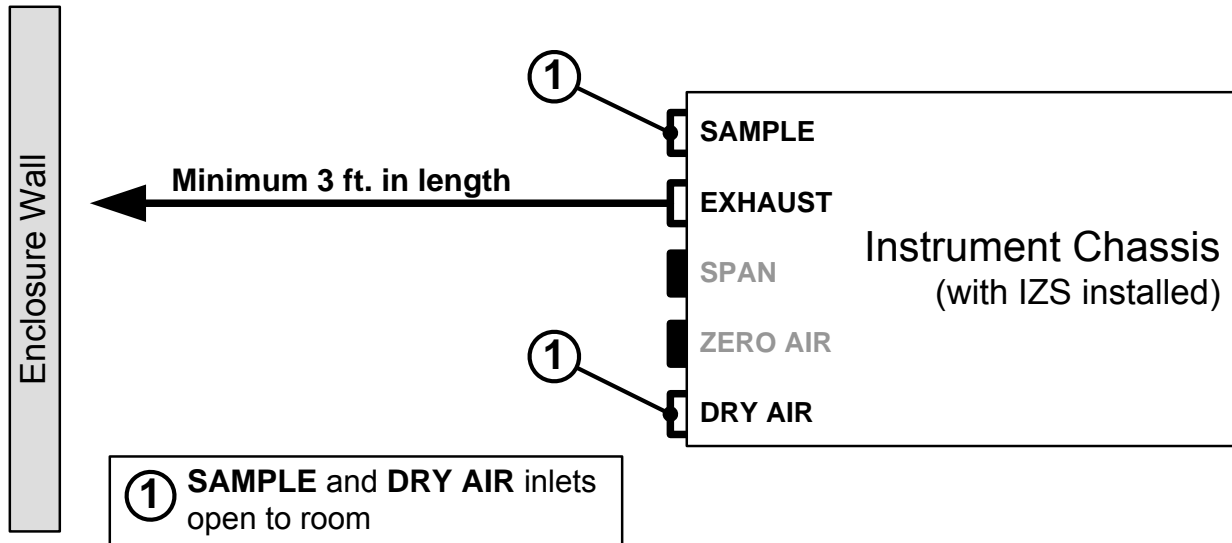 Enclosure Wall
Minimum 3 ft. in length
1
SAMPLE
EXHAUST
SPAN
ZERO AIR
1
DRY AIR
Instrument Chassis
(with IZS installed)
1 SAMPLE and DRY AIR inlets
open to room